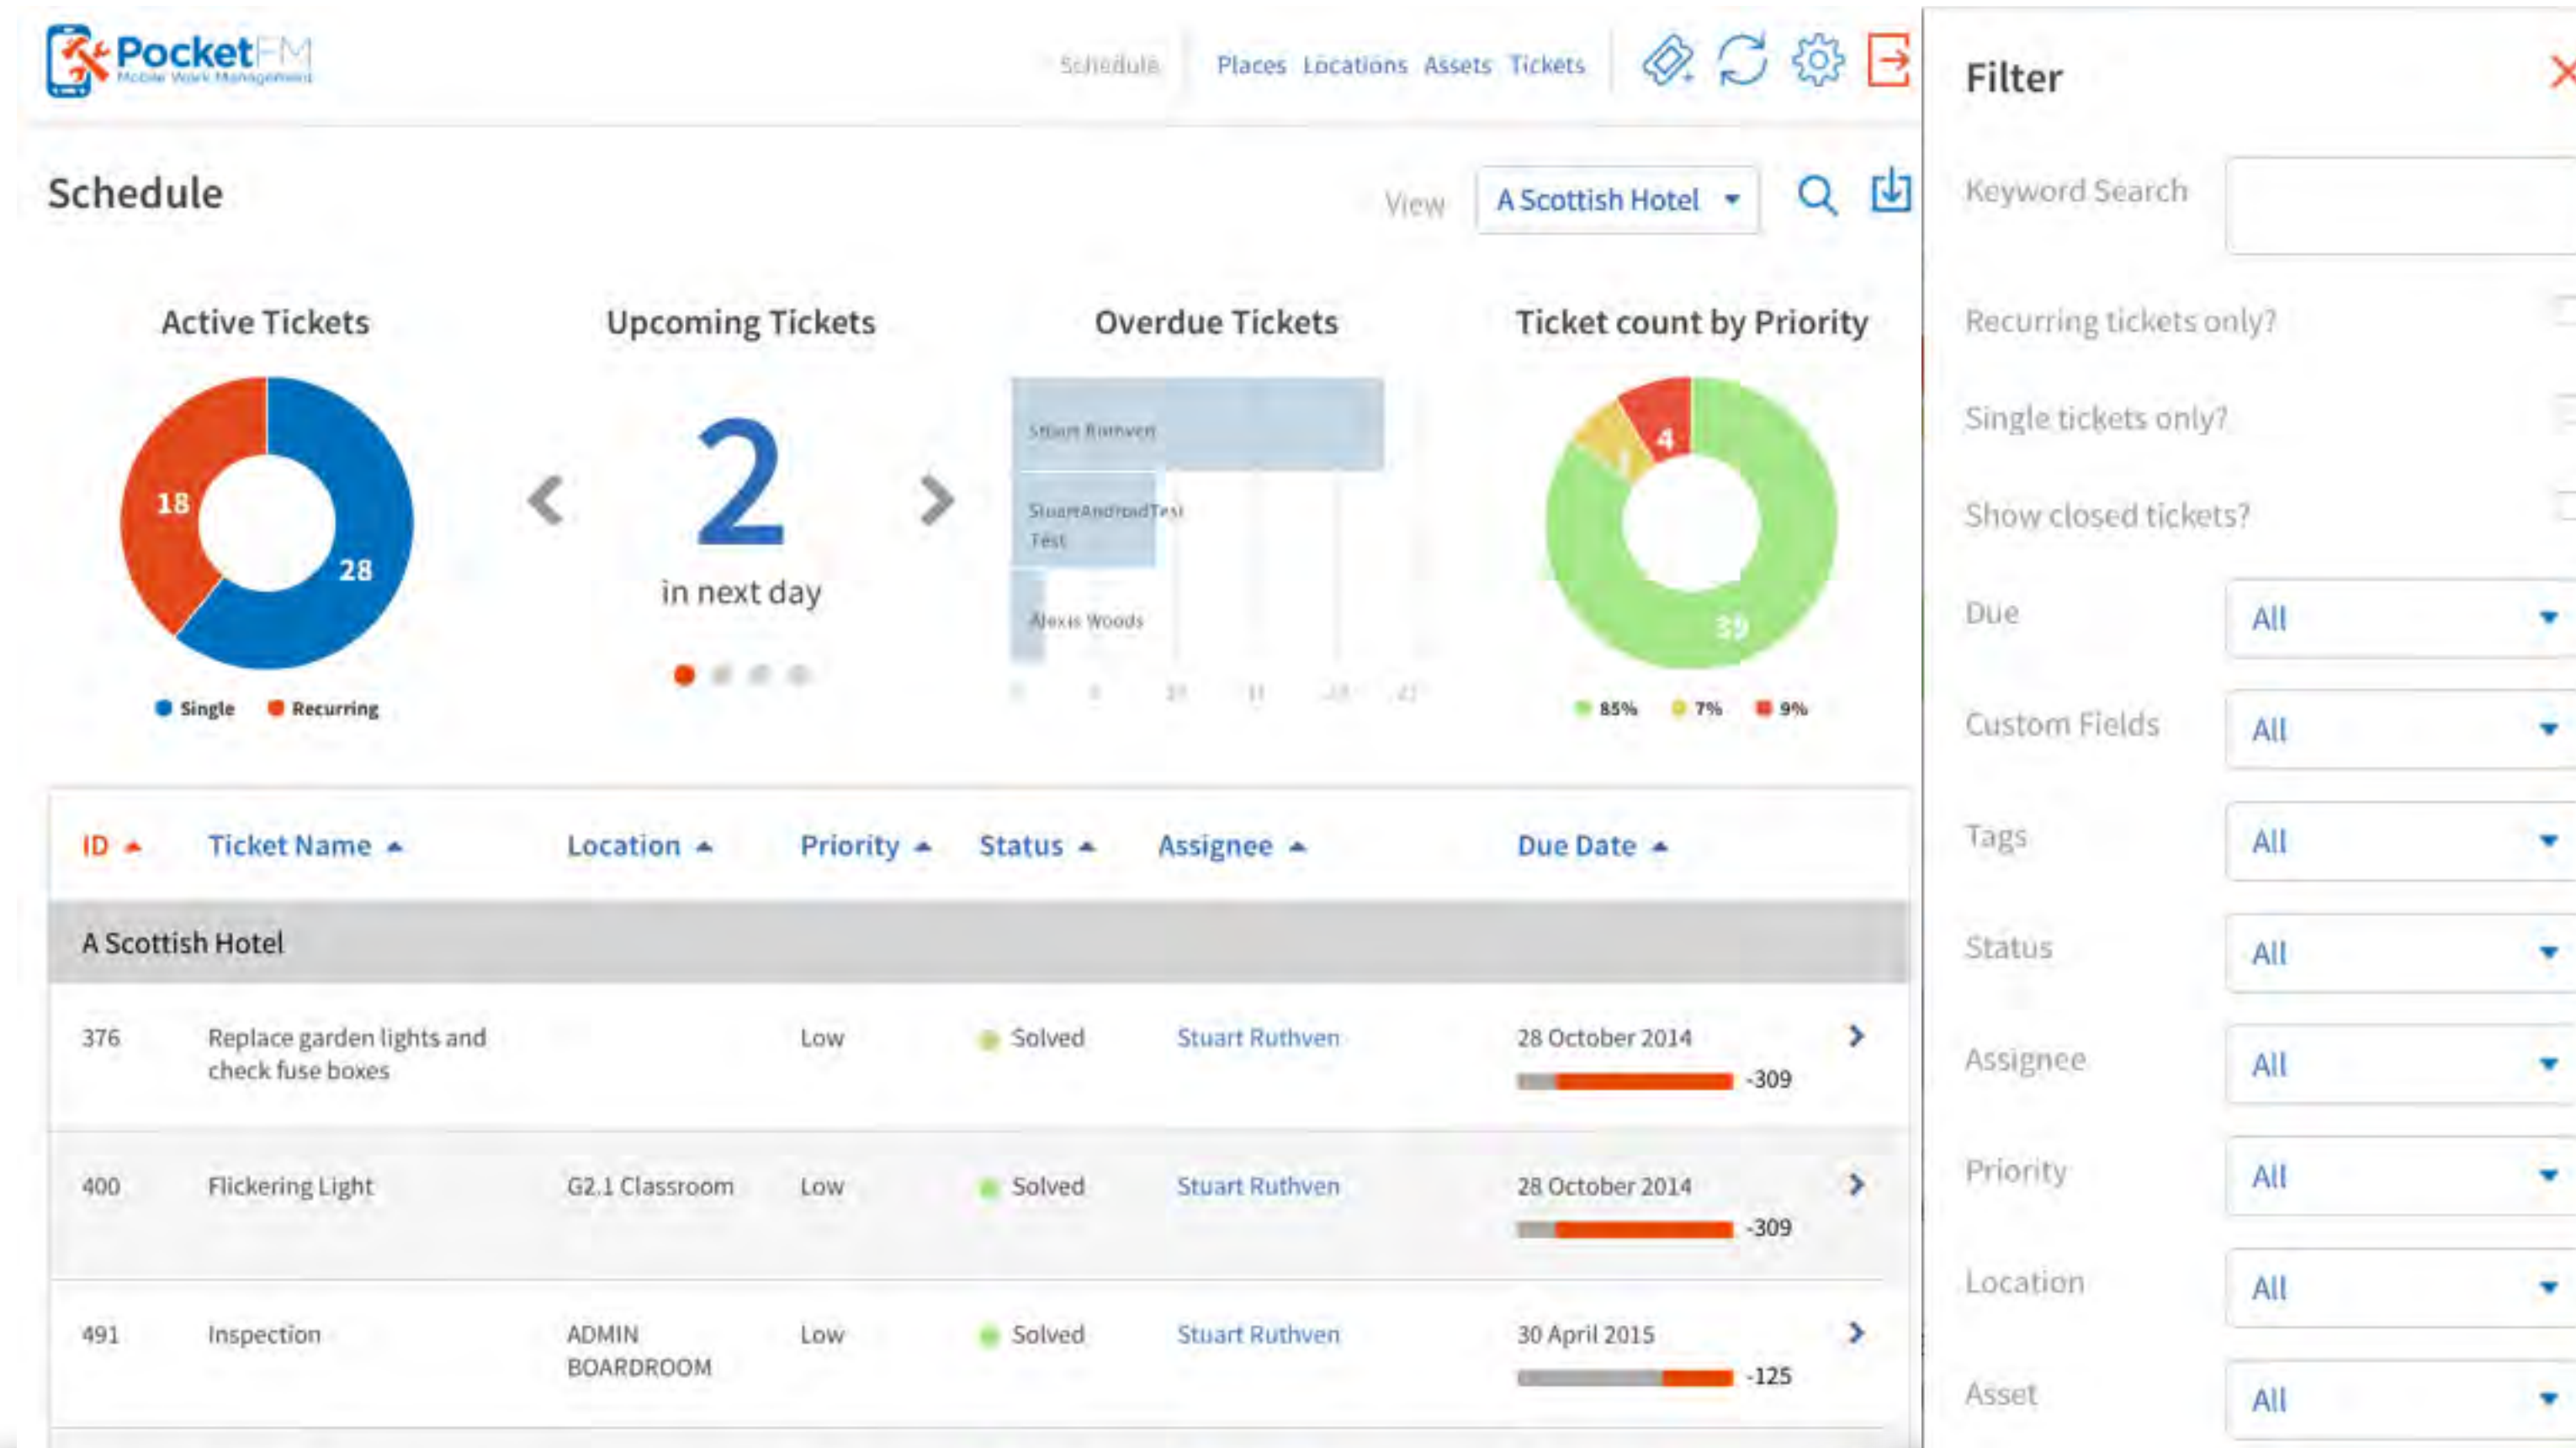 PocketFM
Mobile Work Management
Schedule Places Locations Assets Tickets
Schedule
View A Scottish Hotel
Active Tickets
18
28
Single Recurring
Upcoming Tickets
2
in next day
Overdue Tickets
Stuart Ruthven
StuartAndroidTest
Test
Alexis Woods
Ticket count by Priority
4
39
85% 7% 9%
ID Ticket Name Location Priority Status Assignee Due Date
A Scottish Hotel
376 Replace garden lights and Low Solved Stuart Ruthven 28 October 2014
check fuse boxes -309
400 Flickering Light G2.1 Classroom Low Solved Stuart Ruthven 28 October 2014
-309
491 Inspection ADMIN Low Solved Stuart Ruthven 30 April 2015
BOARDROOM -125
Filter
Keyword Search
Recurring tickets only?
Single tickets only?
Show closed tickets?
Due All
Custom Fields All
Tags All
Status All
Assignee All
Priority All
Location All
Asset All